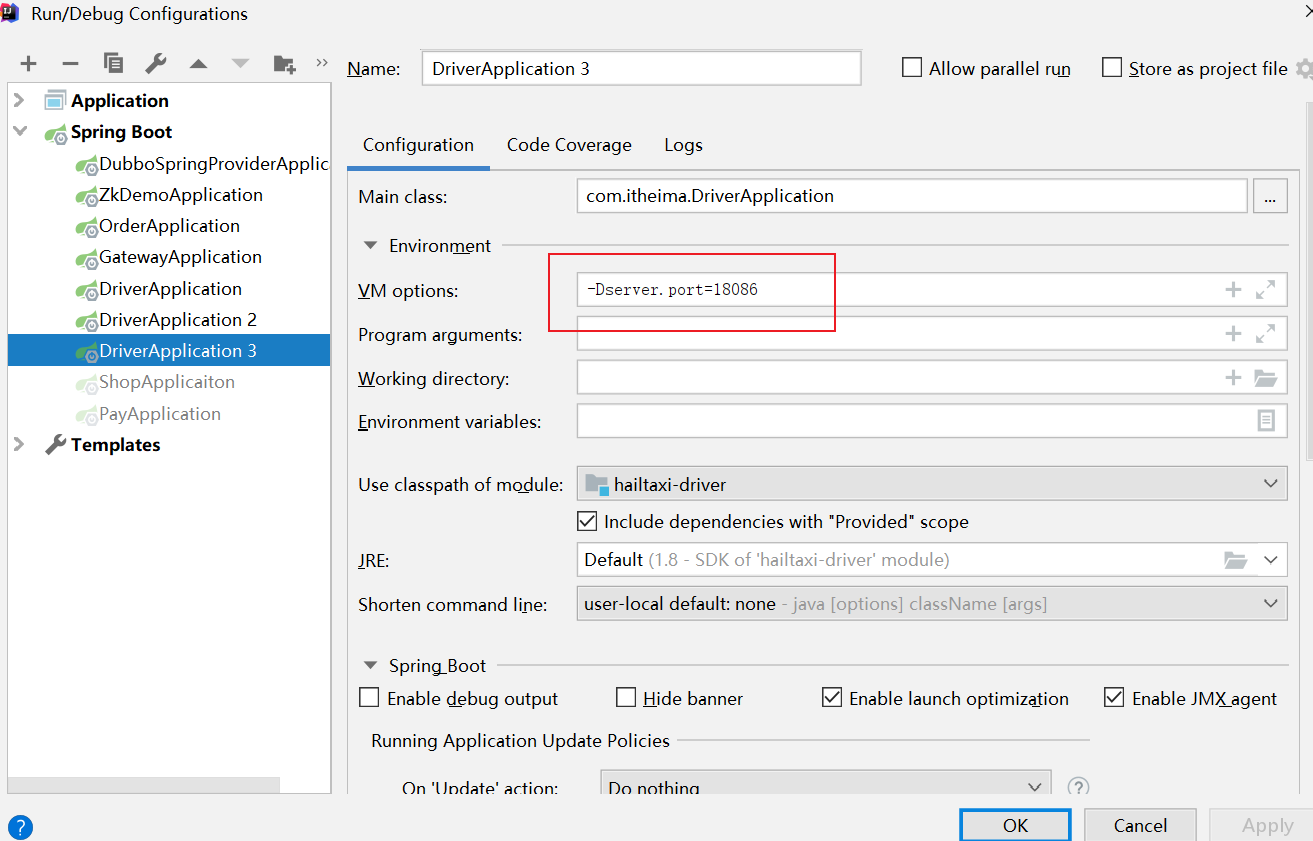 Run/Debug Configurations
Name: DriverApplication 3 Allow parallel run Store as project file
Application
Spring Boot
DubboSpringProviderApplic
ZkDemoApplication
OrderApplication
GatewayApplication
DriverApplication
DriverApplication 2
DriverApplication 3
ShopApplicaiton
PayApplication
Templates
Configuration Code Coverage Logs
Main class: com.itheima.DriverApplication ...
Environment
VM options: -Dserver.port=18086
Program arguments:
Working directory:
Environment variables:
Use classpath of module: hailtaxi-driver
Include dependencies with "Provided" scope
JRE: Default (1.8 - SDK of 'hailtaxi-driver' module)
Shorten command line: user-local default: none - java [options] className [args]
Spring Boot
Enable debug output Hide banner Enable launch optimization Enable JMX agent
Running Application Update Policies
On 'Update' action: Do nothing ?
? OK Cancel Apply